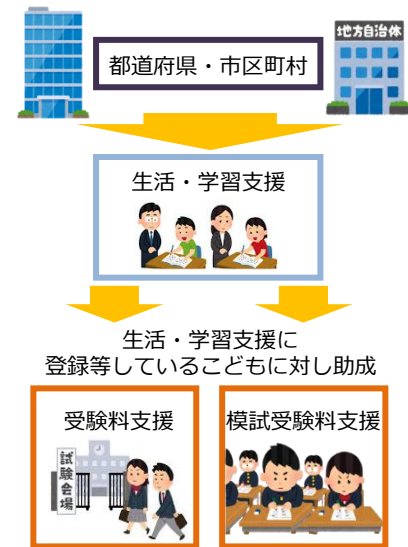 地方自治体
都道府県・市区町村
生活・学習支援
生活・学習支援に
登録等しているこどもに対し助成
受験料支援
模試受験料支援
試験会場